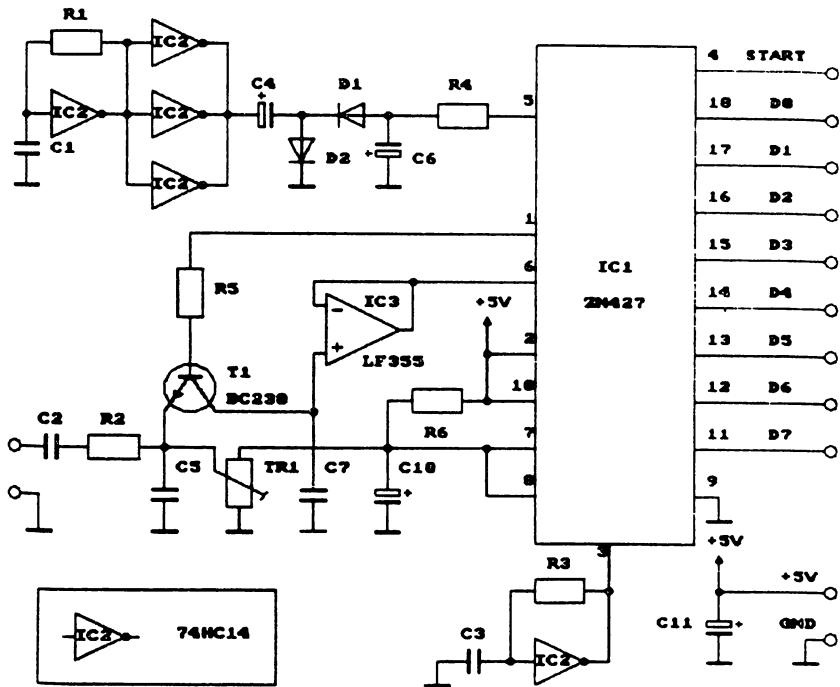 R1
IC2
4 START
C4
+
D1
R4
5
18 D0
IC2
IC2
C1
D2
+
C6
17 D1
IC2
16 D2
1
15 D3
R5
6
IC1
ZN427
IC3
+5V
14 D4
-
+
LF355
2
13 D5
T1
BC238
10
12 D6
C2
R2
R6
7
11 D7
C5
TR1
C7
C10
+
8
9
3
+5V
R3
+5V
IC2
74HC14
C3
IC2
C11
+
GND